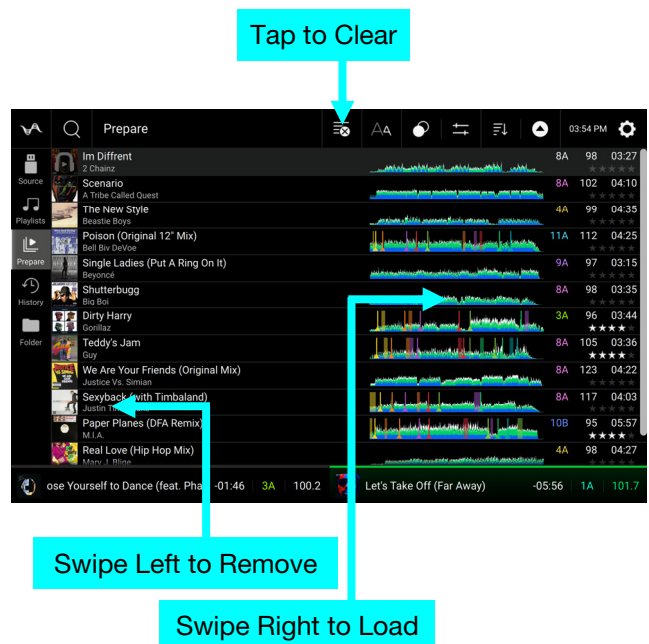 Tap to Clear
Prepare
AA
03:54 PM
Source
Playlists
Prepare
History
Folder
Im Diffrent 8A 98 03:27
2 Chainz
Scenario 8A 102 04:10
A Tribe Called Quest
The New Style 4A 99 04:35
Beastie Boys
Poison (Original 12" Mix) 11A 112 04:25
Bell Biv DeVoe
Single Ladies (Put A Ring On It) 9A 97 03:15
Beyoncé
Shutterbugg 8A 98 03:35
Big Boi
Dirty Harry 3A 96 03:44
Gorillaz
Teddy's Jam 8A 105 03:36
Guy
We Are Your Friends (Original Mix) 8A 123 04:22
Justice Vs. Simian
Sexyback (with Timbaland) 8A 117 04:03
Justin
Paper Planes (DFA Remix) 10B 95 05:57
M.I.A.
Real Love (Hip Hop Mix) 4A 98 04:27
Mary J. Blige
ose Yourself to Dance (feat. Pha -01:46 3A 100.2
Let's Take Off (Far Away) -05:56 1A 101.7
Swipe Left to Remove
Swipe Right to Load